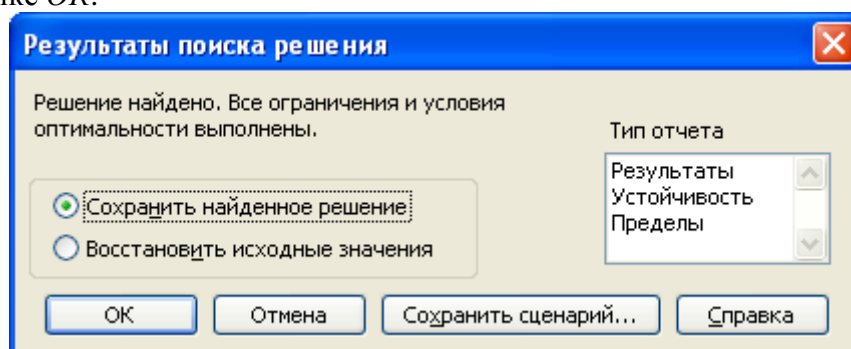 OK.
Результаты поиска решения
Решение найдено. Все ограничения и условия
оптимальности выполнены.
Тип отчета
Результаты
Устойчивость
Пределы
Сохранить найденное решение
Восстановить исходные значения
ОК
Отмена
Сохранить сценарий...
Справка